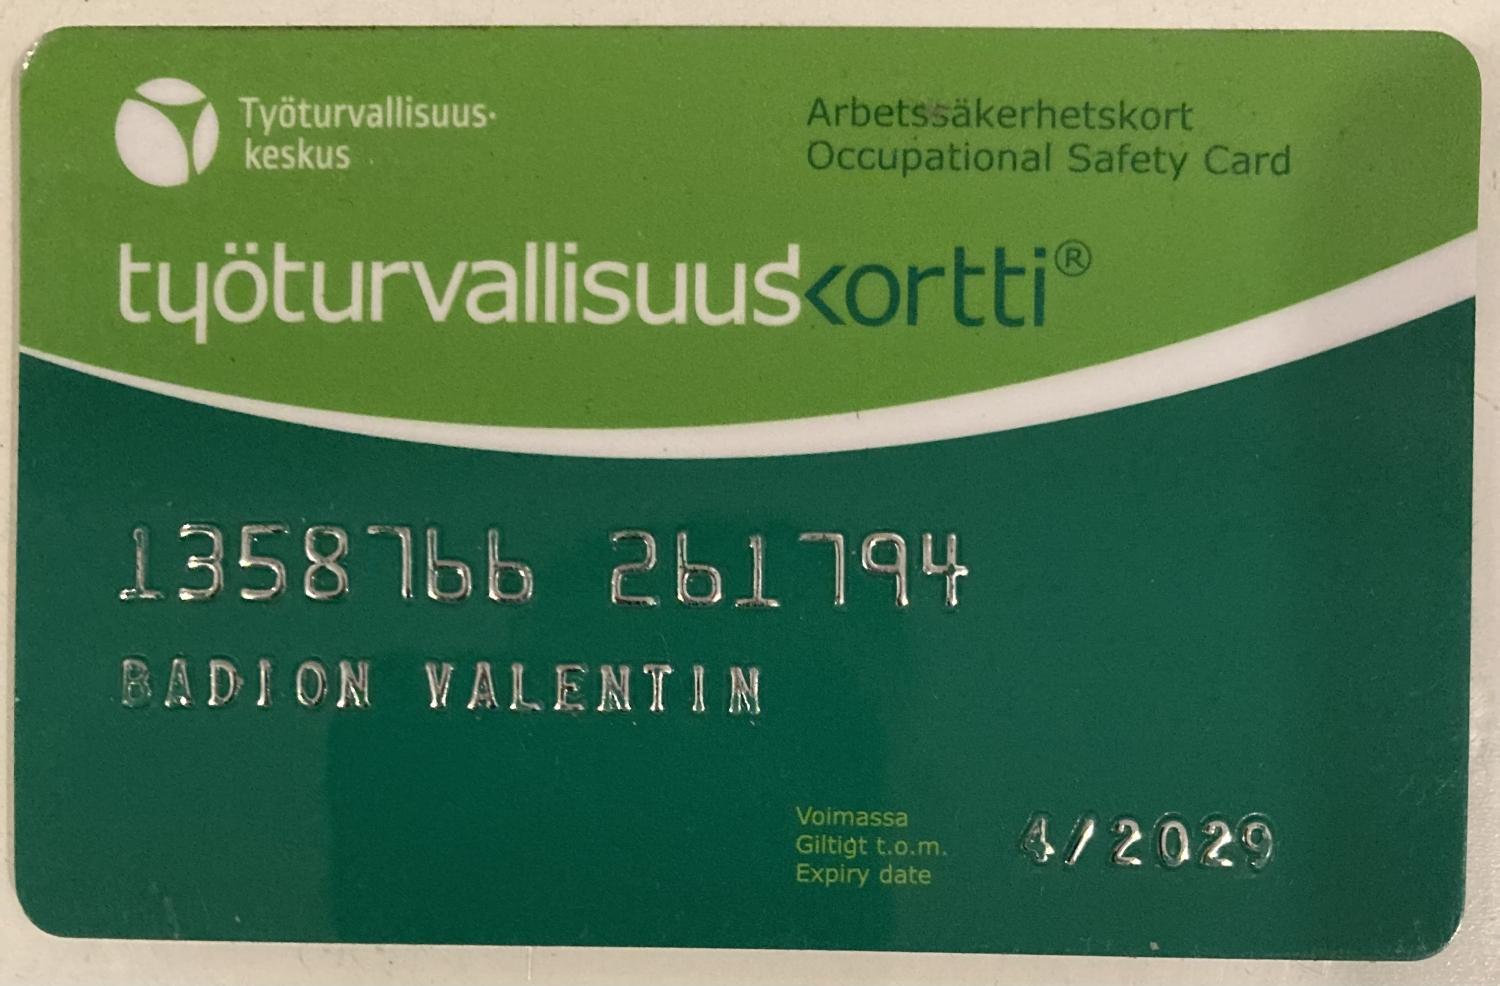 Työturvallisuus-
keskus
Arbetssäkerhetskort
Occupational Safety Card
työturvallisuuskortti®
1358766 261794
BADION VALENTIN
Voimassa
Giltigt t.o.m.
Expiry date
4/2029